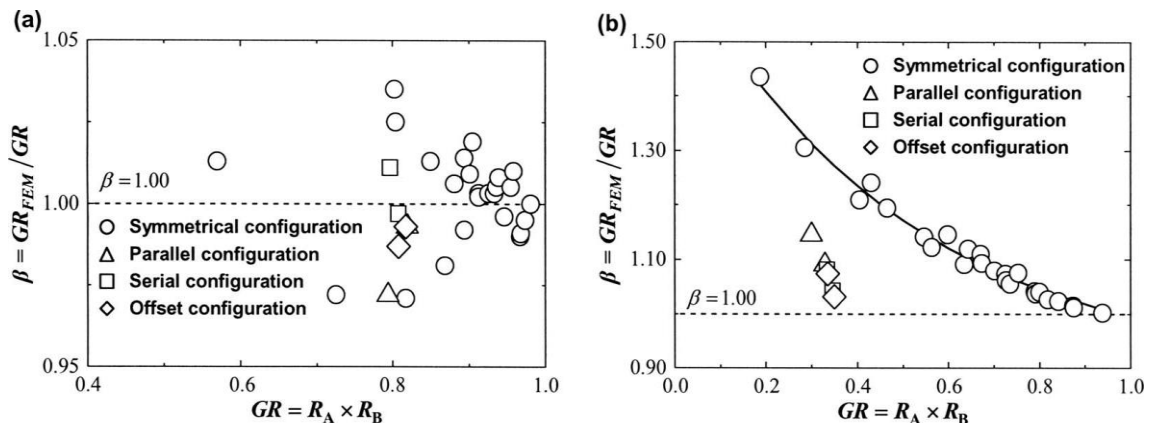 (a)
1.05
1.00
0.95
β = GR_FEM / GR
β = 1.00
Symmetrical configuration
Parallel configuration
Serial configuration
Offset configuration
0.4 0.6 0.8 1.0
GR = R_A × R_B
(b)
1.50
1.30
1.10
0.90
β = GR_FEM / GR
Symmetrical configuration
Parallel configuration
Serial configuration
Offset configuration
β = 1.00
0.0 0.2 0.4 0.6 0.8 1.0
GR = R_A × R_B